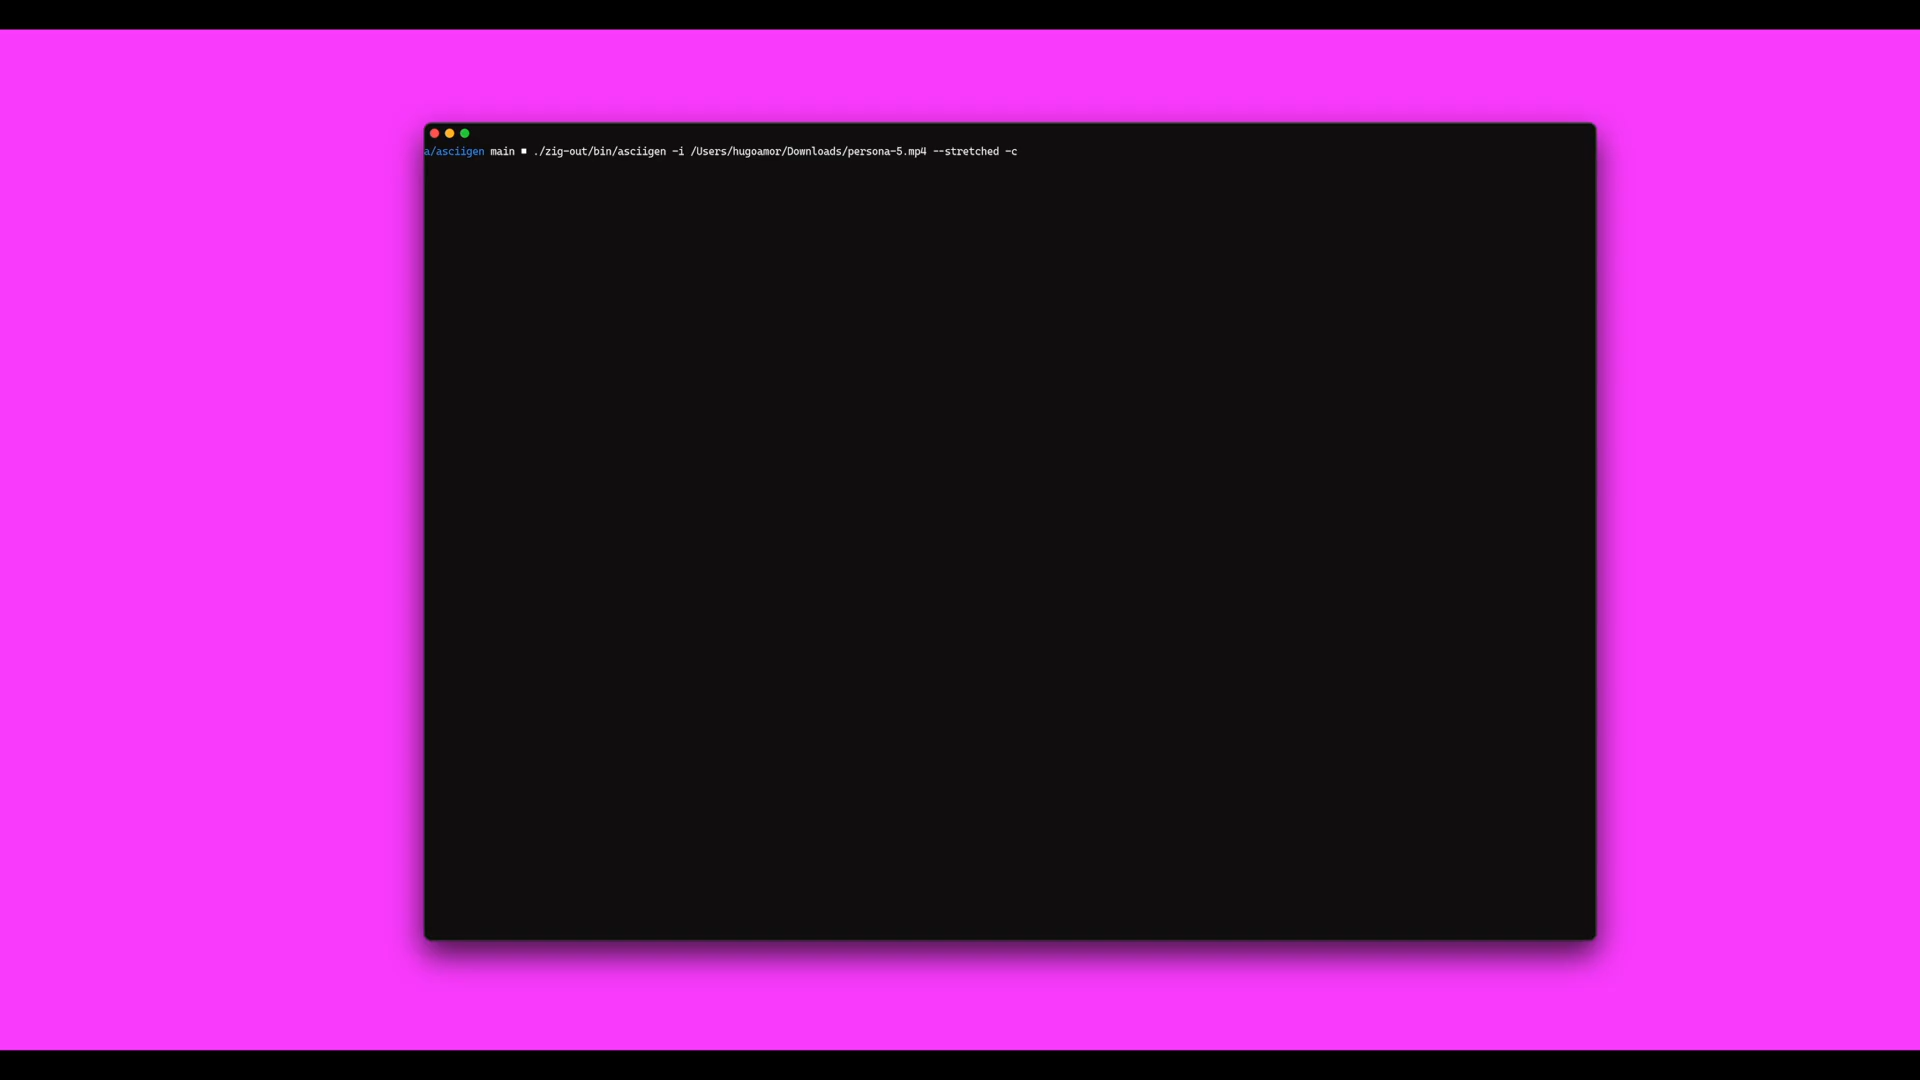 a/asciigen main ■ ./zig-out/bin/asciigen -i /Users/hugoamor/Downloads/persona-5.mp4 --stretched -c